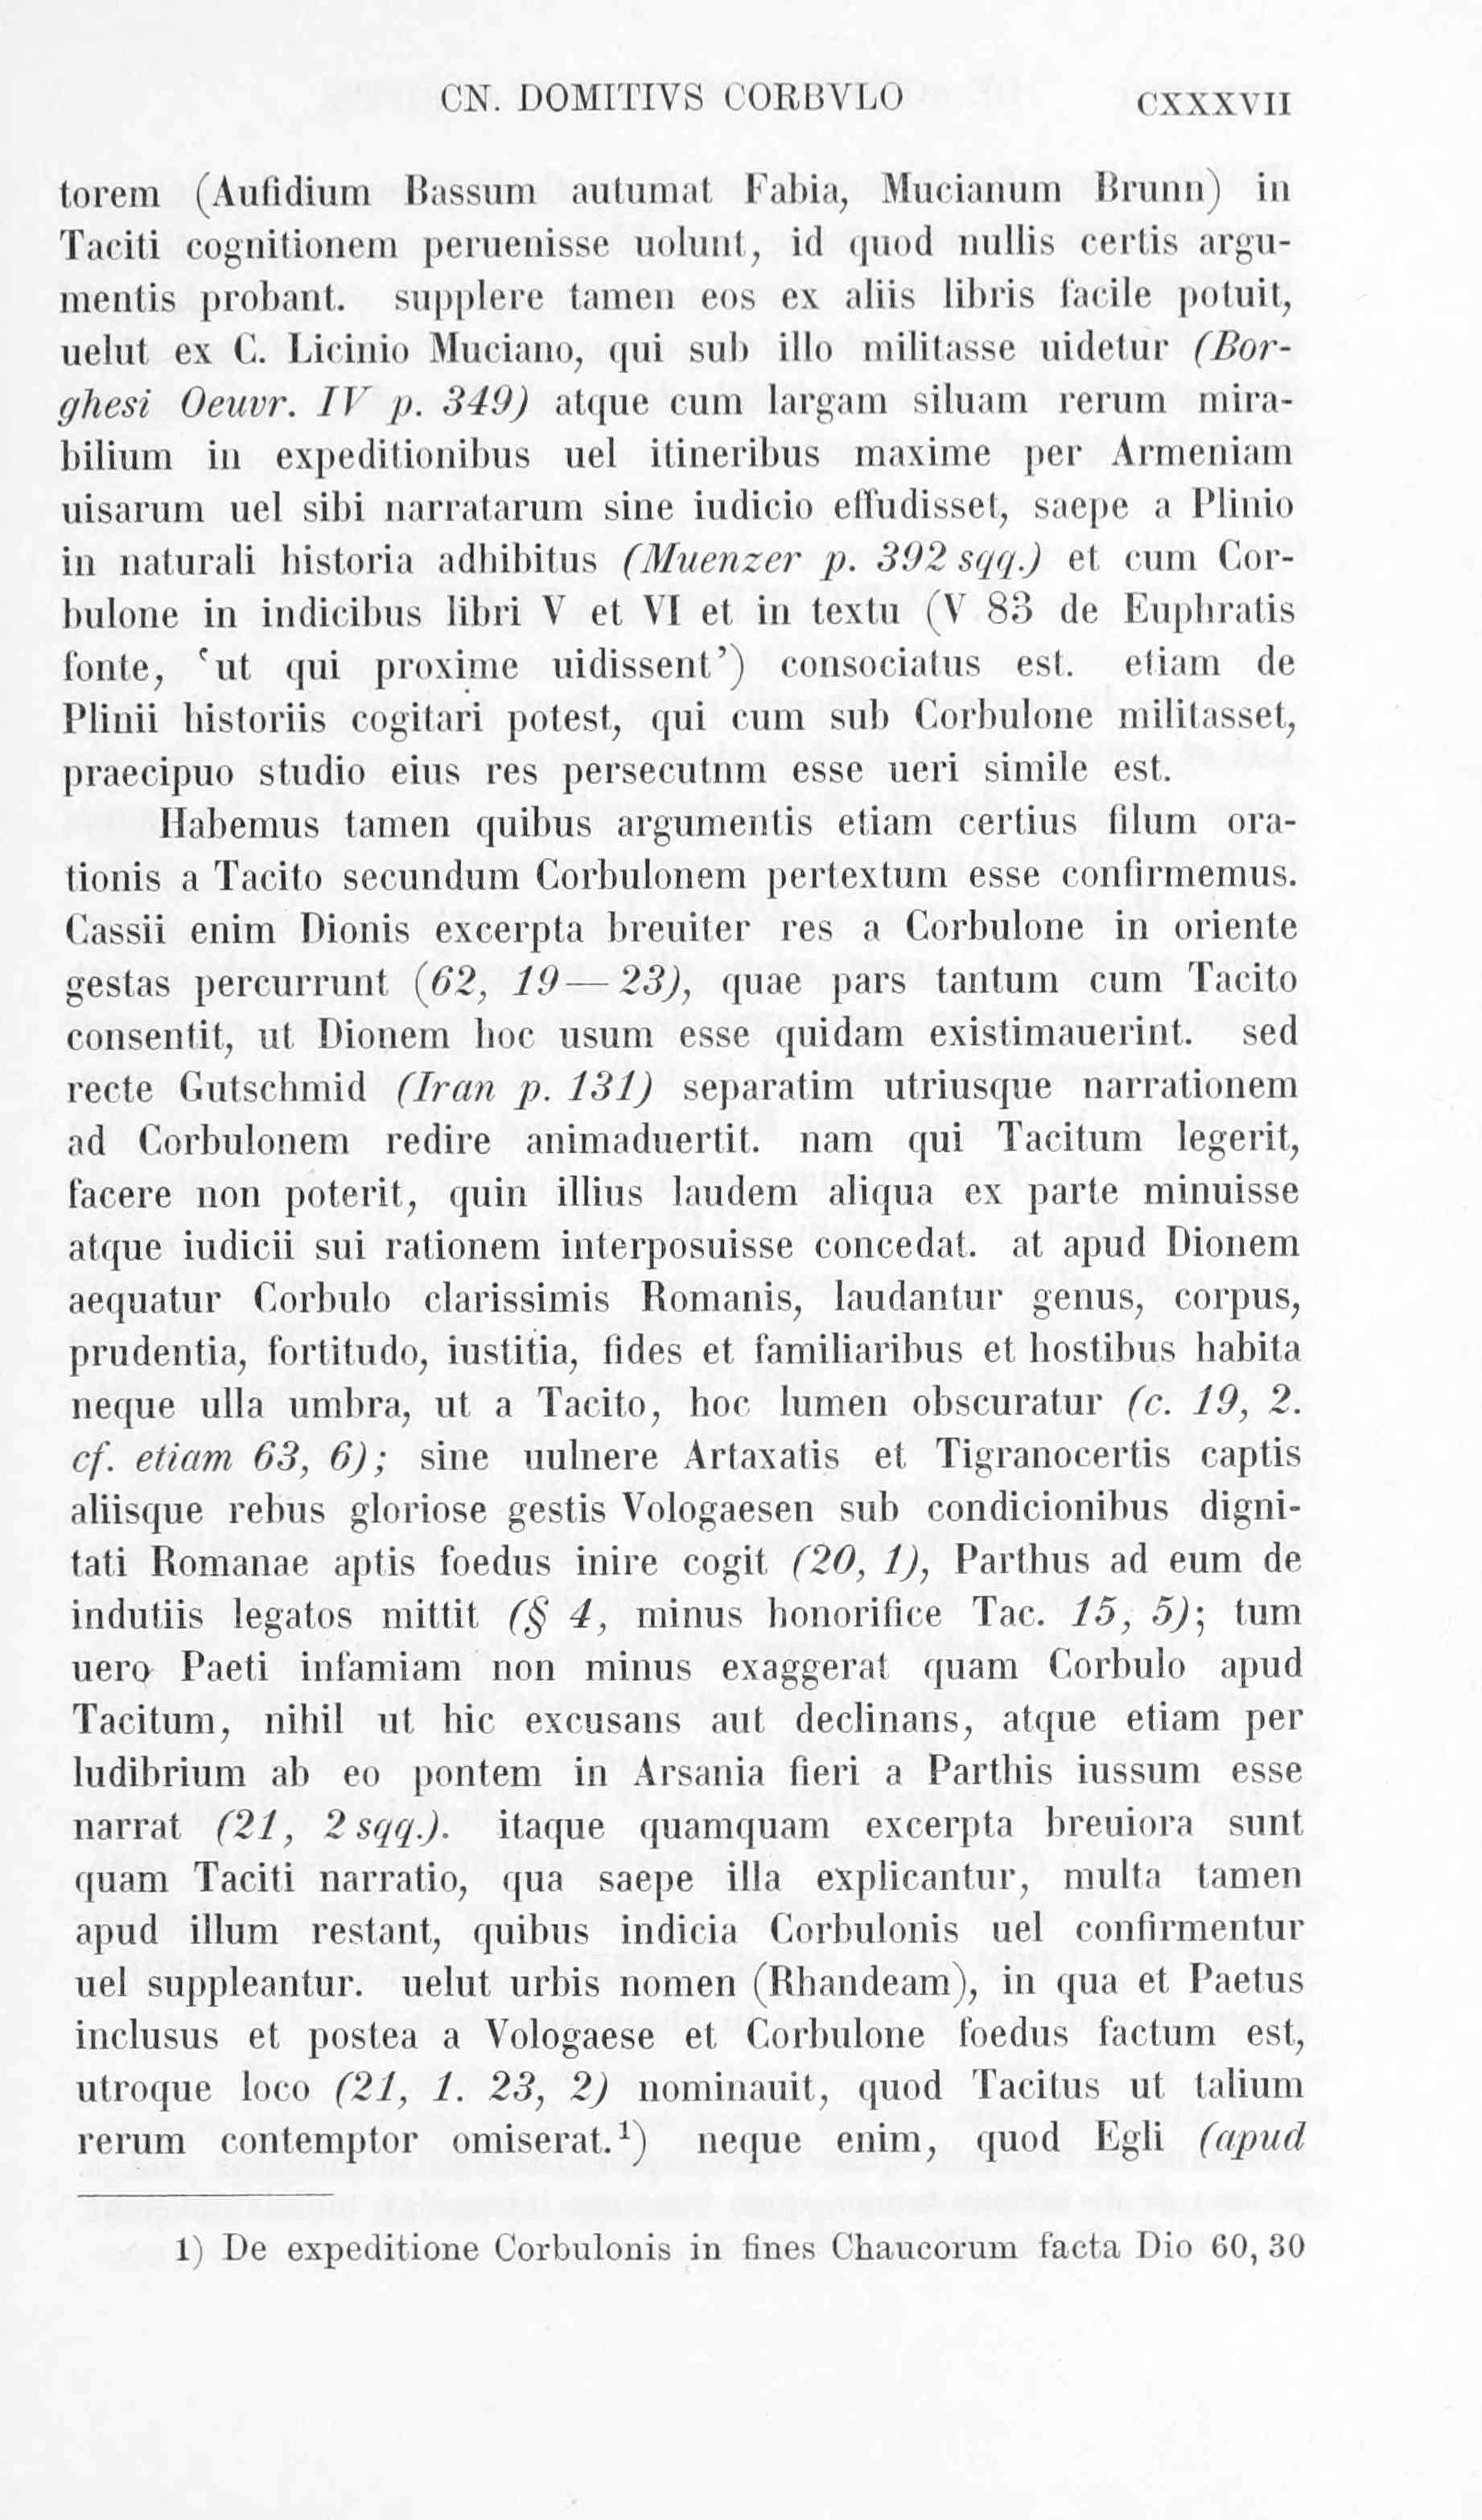 CN. DOMITIVS CORBVLO CXXXVII
torem (Aufidium Bassum autumat Fabia, Mucianum Brunn) in
Taciti cognitionem peruenisse uolunt, id quod nullis certis argu-
mentis probant. supplere tamen eos ex aliis libris facile potuit,
uelut ex C. Licinio Muciano, qui sub illo militasse uidetur (Bor-
ghesi Oeuvr. IV p. 349) atque cum largam siluam rerum mira-
bilium in expeditionibus uel itineribus maxime per Armeniam
uisarum uel sibi narratarum sine iudicio effudisset, saepe a Plinio
in naturali historia adhibitus (Muenzer p. 392 sqq.) et cum Cor-
bulone in indicibus libri V et VI et in textu (V 83 de Euphratis
fonte, ‘ut qui proxime uidissent’) consociatus est. etiam de
Plinii historiis cogitari potest, qui cum sub Corbulone militasset,
praecipuo studio eius res persecutnm esse ueri simile est.
Habemus tamen quibus argumentis etiam certius filum ora-
tionis a Tacito secundum Corbulonem pertextum esse confirmemus.
Cassii enim Dionis excerpta breuiter res a Corbulone in oriente
gestas percurrunt (62, 19—23), quae pars tantum cum Tacito
consentit, ut Dionem hoc usum esse quidam existimauerint. sed
recte Gutschmid (Iran p. 131) separatim utriusque narrationem
ad Corbulonem redire animaduertit. nam qui Tacitum legerit,
facere non poterit, quin illius laudem aliqua ex parte minuisse
atque iudicii sui rationem interposuisse concedat. at apud Dionem
aequatur Corbulo clarissimis Romanis, laudantur genus, corpus,
prudentia, fortitudo, iustitia, fides et familiaribus et hostibus habita
neque ulla umbra, ut a Tacito, hoc lumen obscuratur (c. 19, 2.
cf. etiam 63, 6); sine uulnere Artaxatis et Tigranocertis captis
aliisque rebus gloriose gestis Vologaesen sub condicionibus digni-
tati Romanae aptis foedus inire cogit (20, 1), Parthus ad eum de
indutiis legatos mittit (§ 4, minus honorifice Tac. 15, 5); tum
uero Paeti infamiam non minus exaggerat quam Corbulo apud
Tacitum, nihil ut hic excusans aut declinans, atque etiam per
ludibrium ab eo pontem in Arsania fieri a Parthis iussum esse
narrat (21, 2 sqq.). itaque quamquam excerpta breuiora sunt
quam Taciti narratio, qua saepe illa explicantur, multa tamen
apud illum restant, quibus indicia Corbulonis uel confirmentur
uel suppleantur. uelut urbis nomen (Rhandeam), in qua et Paetus
inclusus et postea a Vologaese et Corbulone foedus factum est,
utroque loco (21, 1. 23, 2) nominauit, quod Tacitus ut talium
rerum contemptor omiserat.¹) neque enim, quod Egli (apud
1) De expeditione Corbulonis in fines Chaucorum facta Dio 60, 30